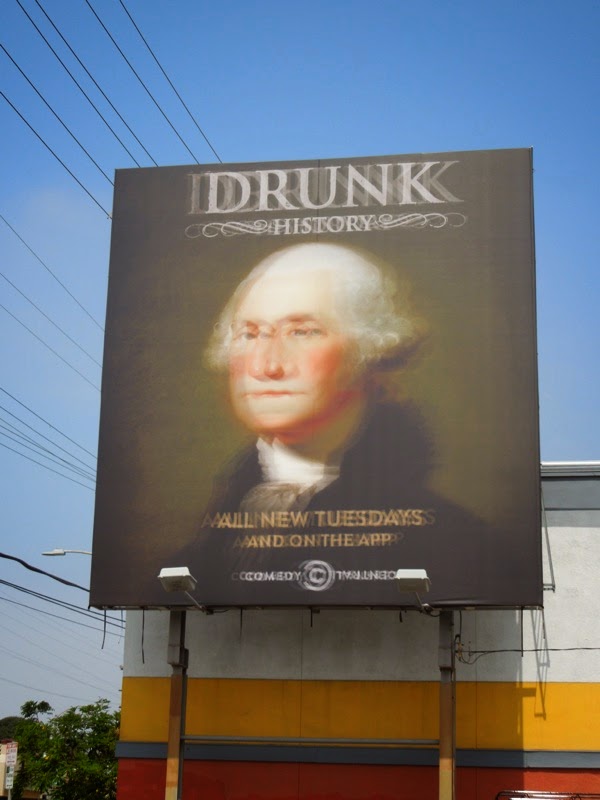 DRUNK
HISTORY
ALL NEW TUESDAYS
AND ON THE APP
COMEDY CENTRAL